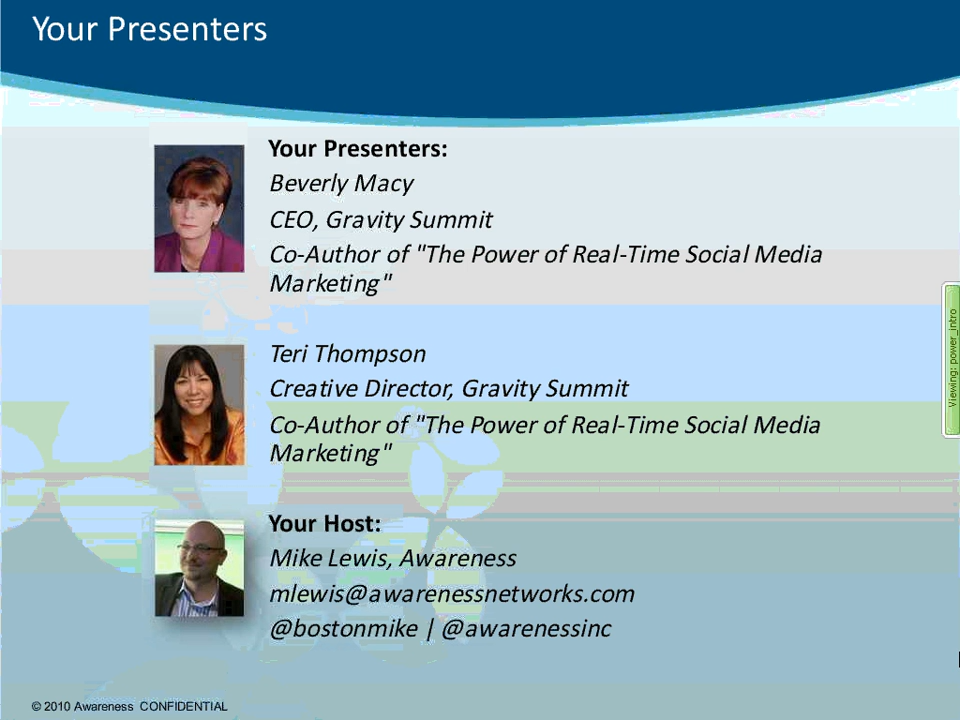 Your Presenters
Your Presenters:
Beverly Macy
CEO, Gravity Summit
Co-Author of "The Power of Real-Time Social Media
Marketing"
Teri Thompson
Creative Director, Gravity Summit
Co-Author of "The Power of Real-Time Social Media
Marketing"
Your Host:
Mike Lewis, Awareness
mlewis@awarenessnetworks.com
@bostonmike | @awarenessinc
Viewing: power_intro
© 2010 Awareness CONFIDENTIAL